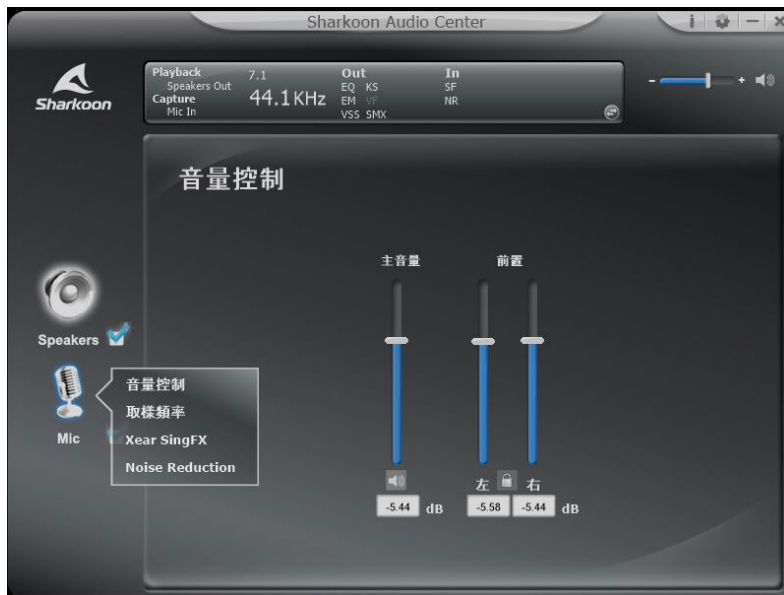 Sharkoon Audio Center
Sharkoon
Playback 7.1
Speakers Out
Capture 44.1KHz
Mic In
Out
EQ KS
EM VF
VSS SMX
In
SF
NR
- +
音量控制
主音量 前置
Speakers
Mic
音量控制
取樣頻率
Xear SingFX
Noise Reduction
左 右
-5.44 dB -5.58 -5.44 dB